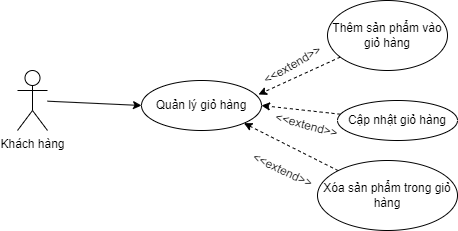 Thêm sản phẩm vào
giỏ hàng
<<extend>>
Quản lý giỏ hàng
<<extend>>
Cập nhật giỏ hàng
Khách hàng
<<extend>>
Xóa sản phẩm trong giỏ
hàng